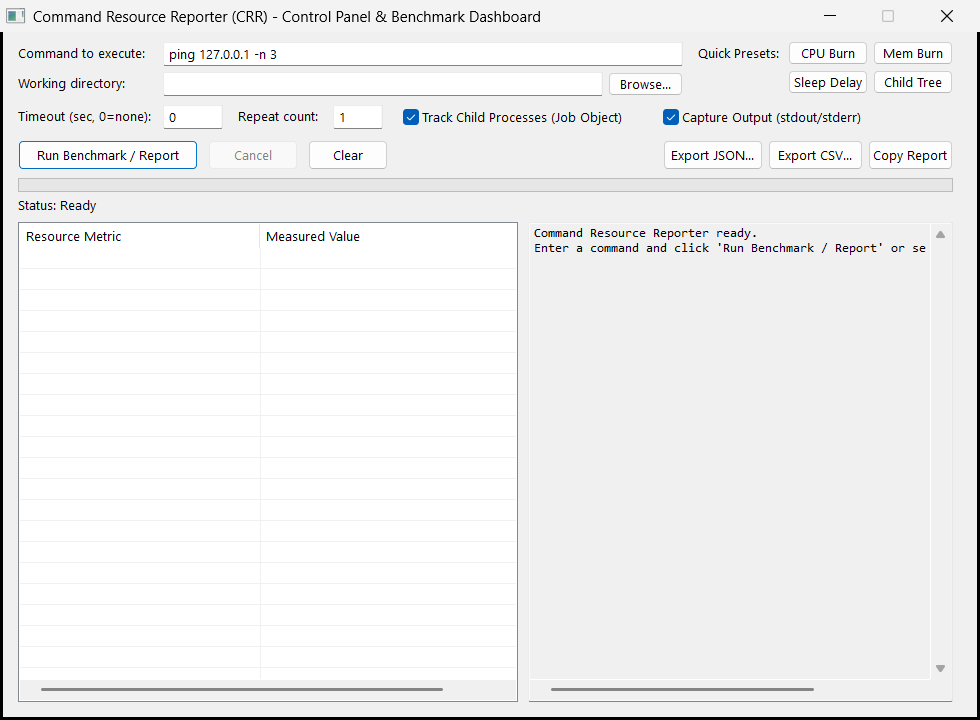 Command Resource Reporter (CRR) - Control Panel & Benchmark Dashboard
Command to execute: ping 127.0.0.1 -n 3 Quick Presets: CPU Burn Mem Burn
Working directory: Browse... Sleep Delay Child Tree
Timeout (sec, 0=none): 0 Repeat count: 1 Track Child Processes (Job Object) Capture Output (stdout/stderr)
Run Benchmark / Report Cancel Clear Export JSON... Export CSV... Copy Report
Status: Ready
Resource Metric Measured Value
Command Resource Reporter ready.
Enter a command and click 'Run Benchmark / Report' or se